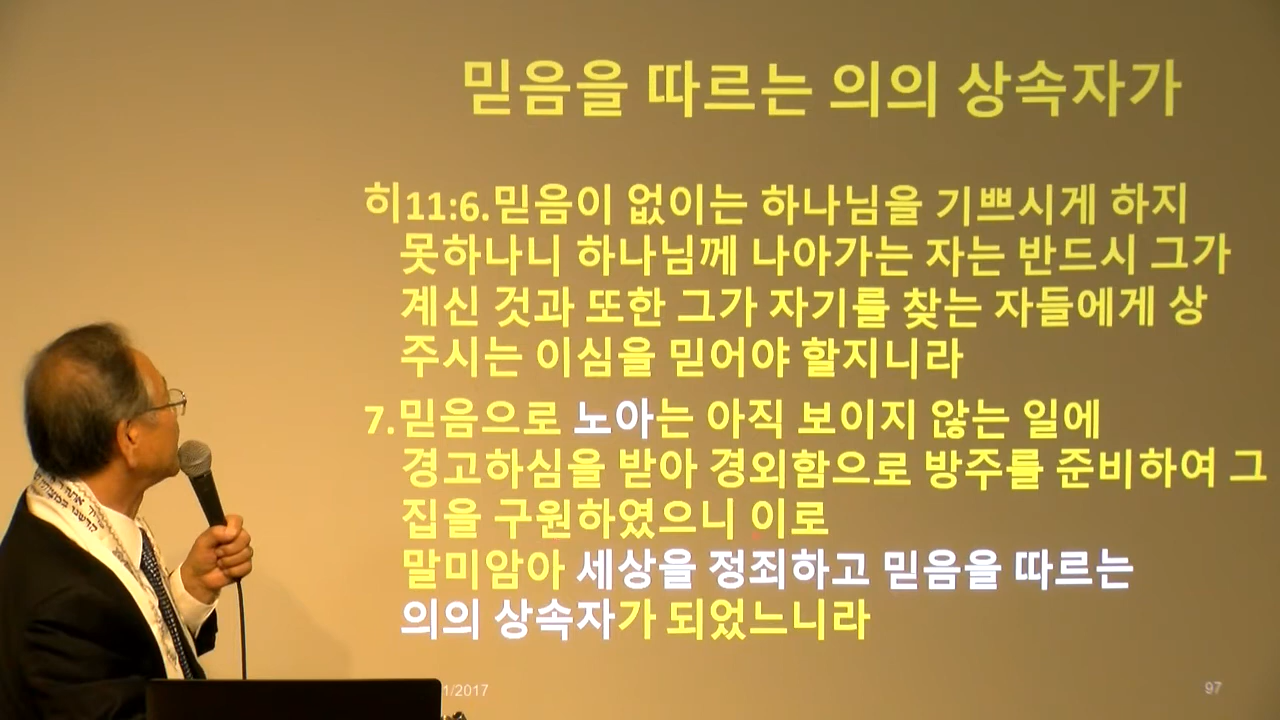 믿음을 따르는 의의 상속자가
히11:6.믿음이 없이는 하나님을 기쁘시게 하지
못하나니 하나님께 나아가는 자는 반드시 그가
계신 것과 또한 그가 자기를 찾는 자들에게 상
주시는 이심을 믿어야 할지니라
7.믿음으로 노아는 아직 보이지 않는 일에
경고하심을 받아 경외함으로 방주를 준비하여 그
집을 구원하였으니 이로
말미암아 세상을 정죄하고 믿음을 따르는
의의 상속자가 되었느니라
1/2017
97